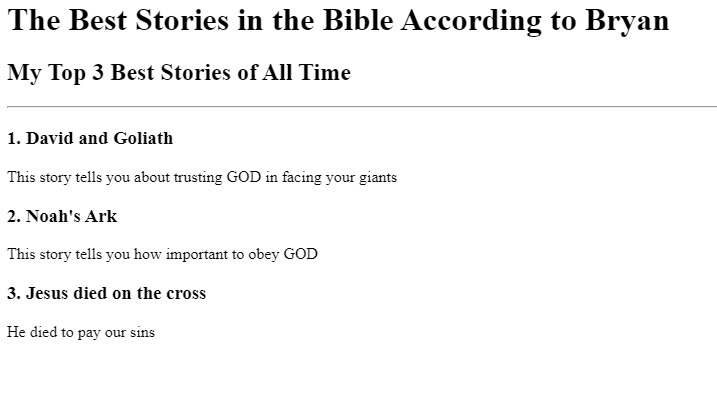 The Best Stories in the Bible According to Bryan
My Top 3 Best Stories of All Time
1. David and Goliath
This story tells you about trusting GOD in facing your giants
2. Noah's Ark
This story tells you how important to obey GOD
3. Jesus died on the cross
He died to pay our sins